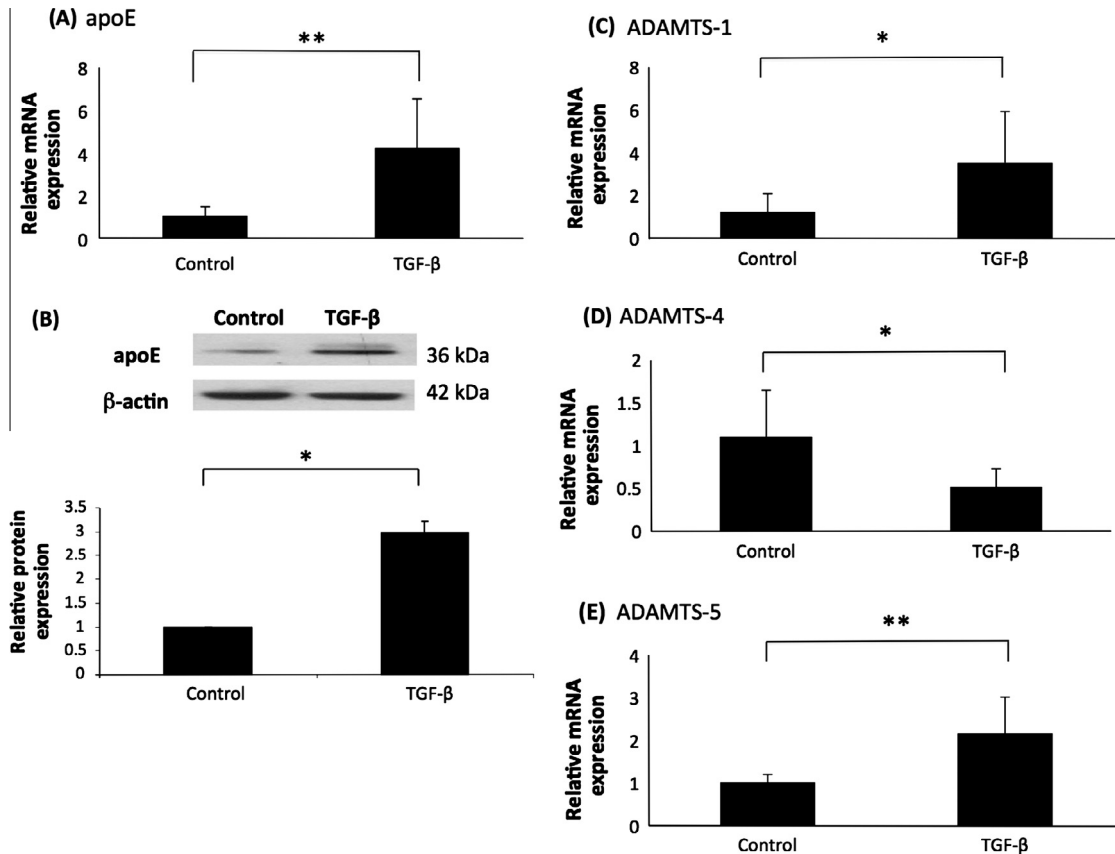 (A) apoE
**
8
6
4
2
0
Relative mRNA
expression
Control
TGF-β
(B)
Control TGF-β
apoE
36 kDa
β-actin
42 kDa
*
3.5
3
2.5
2
1.5
1
0.5
0
Relative protein
expression
Control
TGF-β
(C) ADAMTS-1
*
8
6
4
2
0
Relative mRNA
expression
Control
TGF-β
(D) ADAMTS-4
*
2
1.5
1
0.5
0
Relative mRNA
expression
Control
TGF-β
(E) ADAMTS-5
**
4
3
2
1
0
Relative mRNA
expression
Control
TGF-β